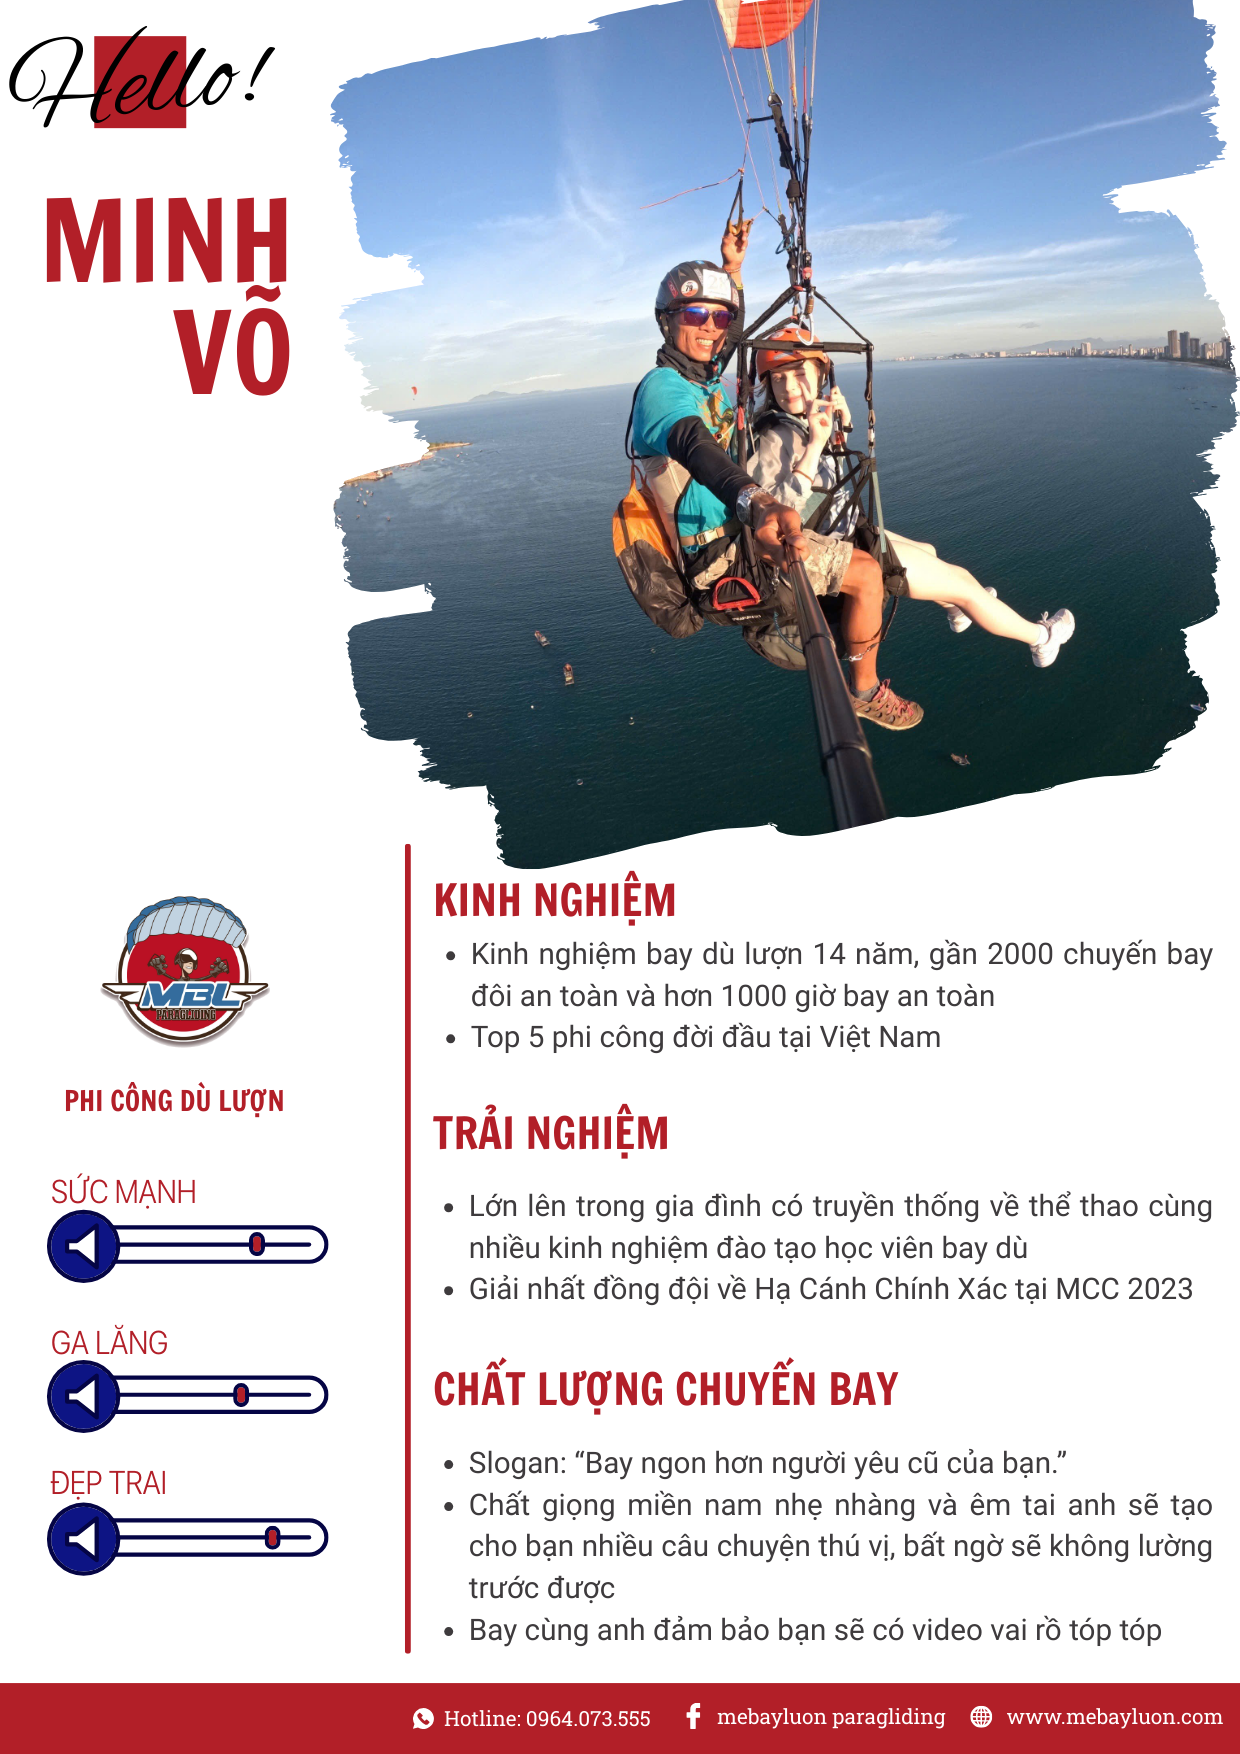 Hello!
MINH
VÕ
MBL
PARAGLIDING
PHI CÔNG DÙ LƯỢN
SỨC MẠNH
GA LĂNG
ĐẸP TRAI
KINH NGHIỆM
• Kinh nghiệm bay dù lượn 14 năm, gần 2000 chuyến bay
đôi an toàn và hơn 1000 giờ bay an toàn
• Top 5 phi công đời đầu tại Việt Nam
TRẢI NGHIỆM
• Lớn lên trong gia đình có truyền thống về thể thao cùng
nhiều kinh nghiệm đào tạo học viên bay dù
• Giải nhất đồng đội về Hạ Cánh Chính Xác tại MCC 2023
CHẤT LƯỢNG CHUYẾN BAY
• Slogan: “Bay ngon hơn người yêu cũ của bạn.”
• Chất giọng miền nam nhẹ nhàng và êm tai anh sẽ tạo
cho bạn nhiều câu chuyện thú vị, bất ngờ sẽ không lường
trước được
• Bay cùng anh đảm bảo bạn sẽ có video vai rồ tóp tóp
Hotline: 0964.073.555
mebayluon paragliding
www.mebayluon.com